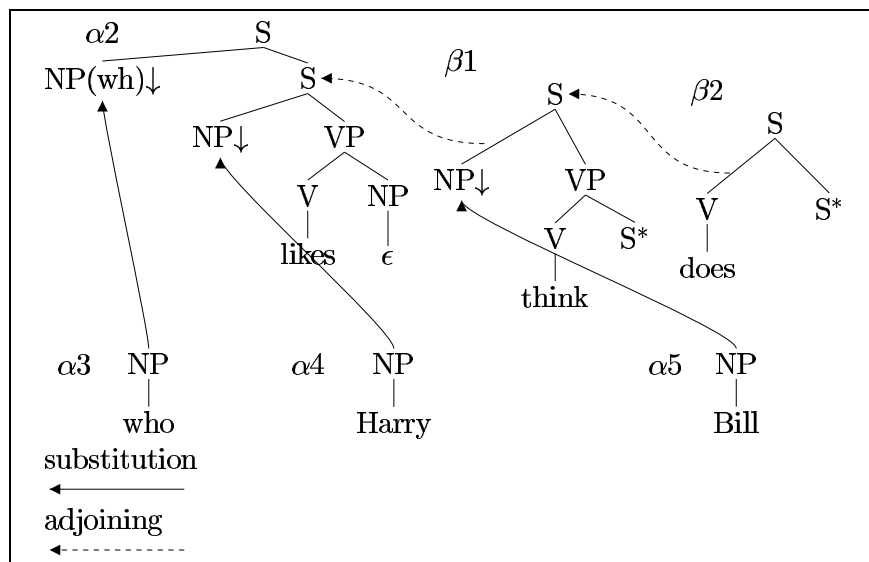 α2 S
NP(wh)↓ S
β1
β2
NP↓ VP
S
S
V NP
NP↓ VP
likes ϵ
V S*
V S*
think
does
α3 NP α4 NP α5 NP
who Harry Bill
substitution
adjoining